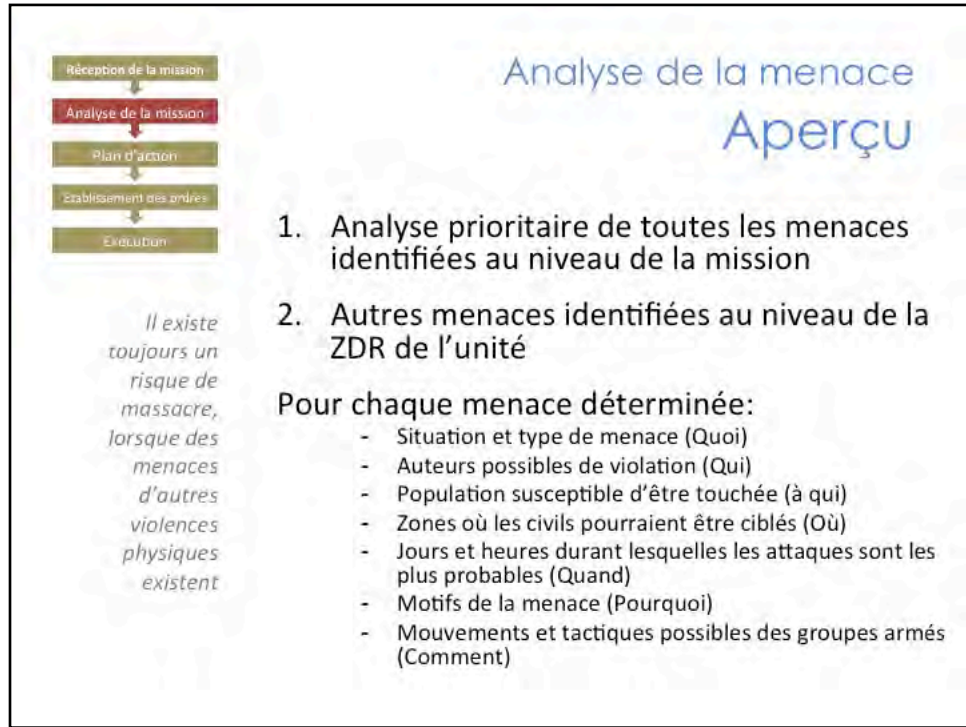 Réception de la mission
Analyse de la mission
Plan d'action
Etablissement des ordres
Exécution
Analyse de la menace
Aperçu
1. Analyse prioritaire de toutes les menaces
identifiées au niveau de la mission
2. Autres menaces identifiées au niveau de la
ZDR de l'unité
Il existe
toujours un
risque de
massacre,
lorsque des
menaces
d'autres
violences
physiques
existent
Pour chaque menace déterminée:
- Situation et type de menace (Quoi)
- Auteurs possibles de violation (Qui)
- Population susceptible d'être touchée (à qui)
- Zones où les civils pourraient être ciblés (Où)
- Jours et heures durant lesquelles les attaques sont les
plus probables (Quand)
- Motifs de la menace (Pourquoi)
- Mouvements et tactiques possibles des groupes armés
(Comment)